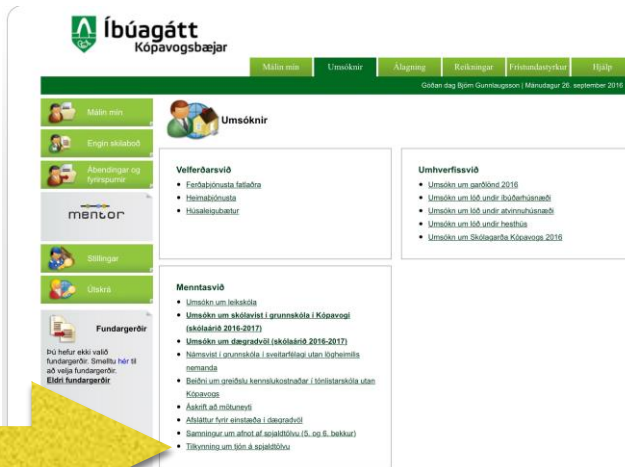 Íbúagátt
Kópavogsbæjar
Málin mín Umsóknir Álagning Reikningar Frístundastyrkur Hjálp
Góðan dag Björn Gunnlaugsson | Mánudagur 26. september 2016
Málin mín
Engin skilaboð
Ábendingar og
fyrirspurnir
mentor
Stillingar
Útskrá
Fundargerðir
Þú hefur ekki valið
fundargerðir. Smelltu hér til
að velja fundargerðir.
Eldri fundargerðir
Umsóknir
Velferðarsvið
Ferðaþjónusta fatlaðra
Heimaþjónusta
Húsaleigubætur
Umhverfissvið
Umsókn um garðlönd 2016
Umsókn um lóð undir íbúðarhúsnæði
Umsókn um lóð undir atvinnuhúsnæði
Umsókn um lóð undir hesthús
Umsókn um Skólagarða Kópavogs 2016
Menntasvið
Umsókn um leikskóla
Umsókn um skólavist í grunnskóla í Kópavogi
(skólaárið 2016-2017)
Umsókn um dægradvöl (skólaárið 2016-2017)
Námsvist í grunnskóla í sveitarfélagi utan lögheimilis
nemanda
Beiðni um greiðslu kennslukostnaðar í tónlistarskóla utan
Kópavogs
Áskrift að mötuneyti
Afsláttur fyrir einstæða í dægradvöl
Samningur um afnot af spjaldtölvu (5. og 6. bekkur)
Tilkynning um tjón á spjaldtölvu